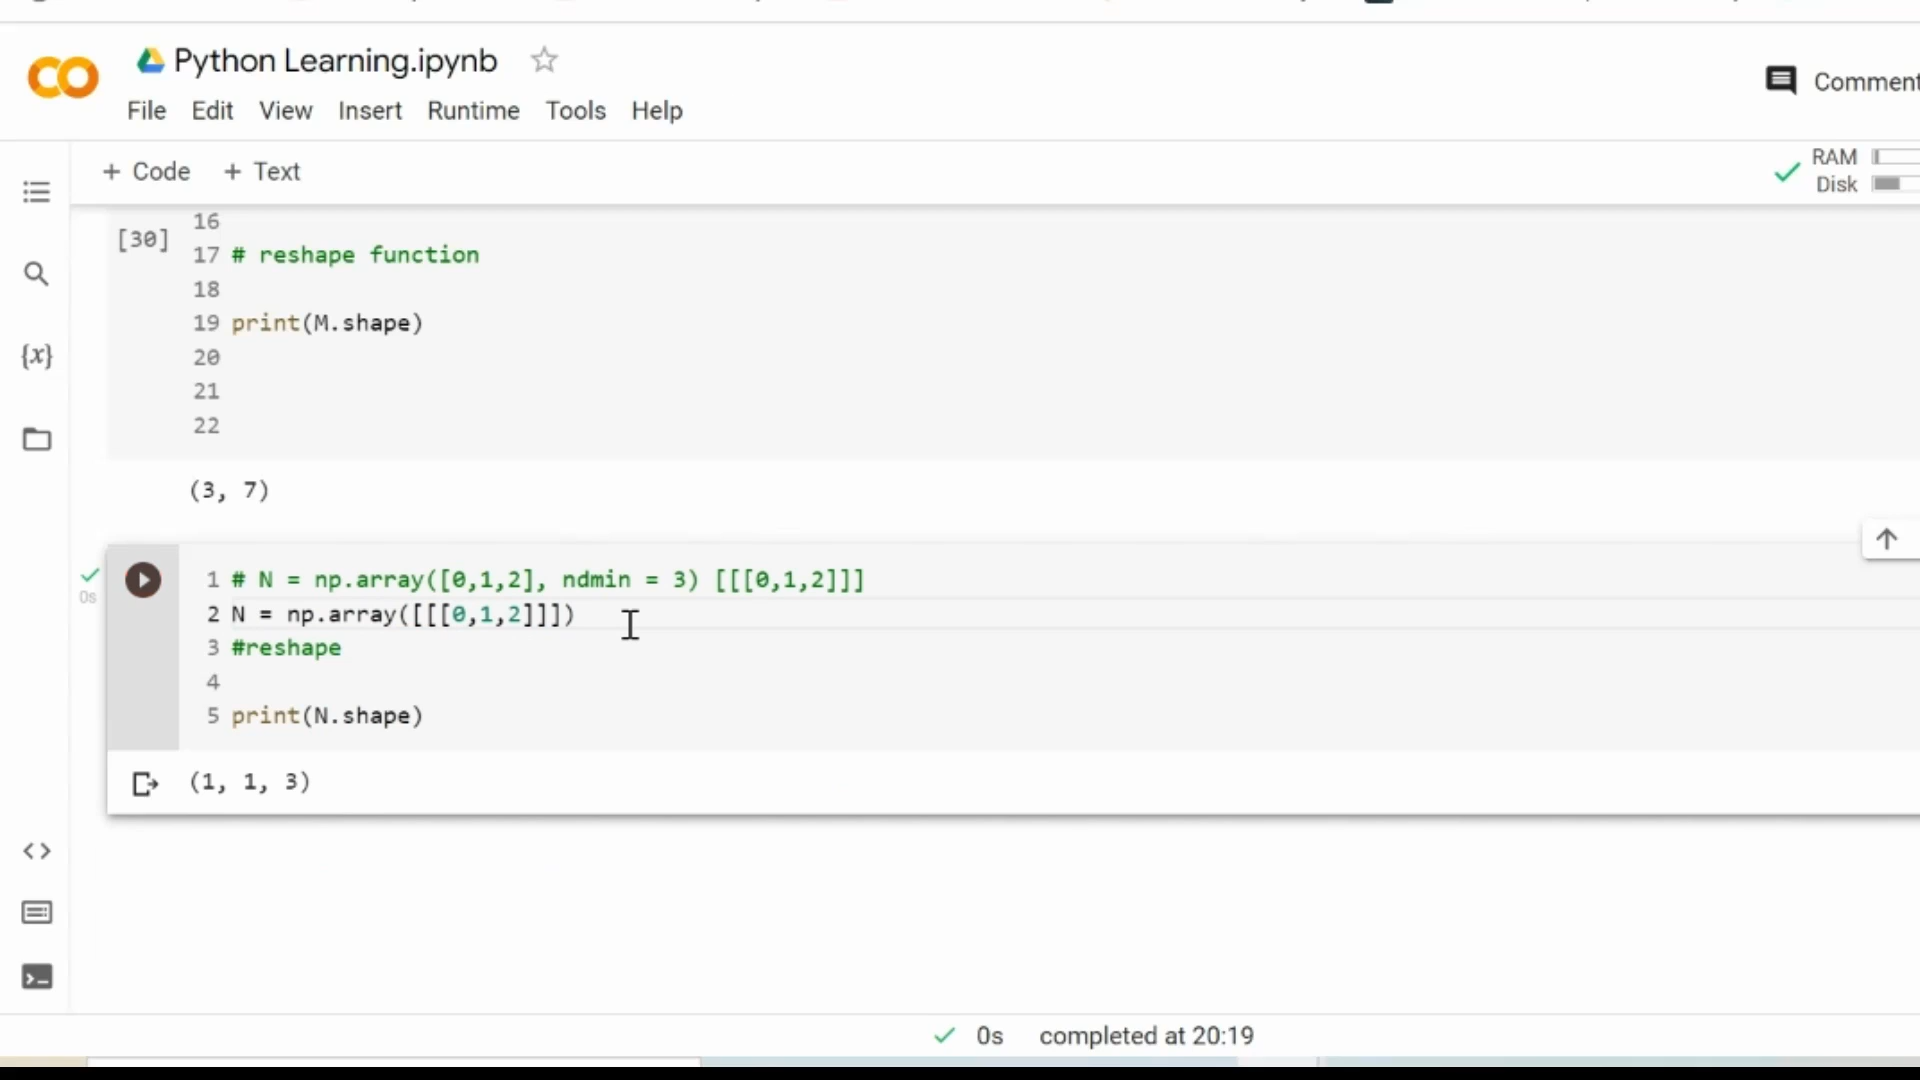 Python Learning.ipynb
Comment
File Edit View Insert Runtime Tools Help
+ Code + Text
RAM
Disk
[30]
16
17 # reshape function
18
19 print(M.shape)
20
21
22
(3, 7)
0s
1 # N = np.array([0,1,2], ndmin = 3) [[[0,1,2]]]
2 N = np.array([[[0,1,2]]])
3 #reshape
4
5 print(N.shape)
(1, 1, 3)
{x}
0s completed at 20:19